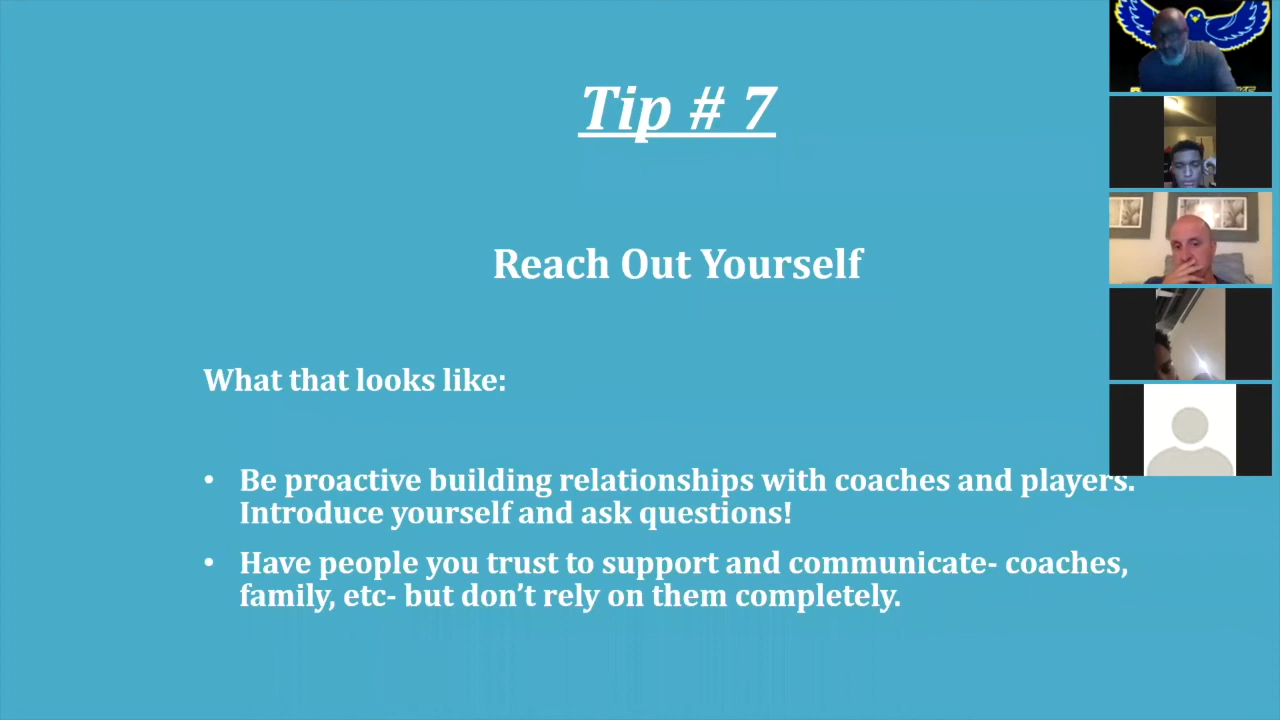 Tip # 7
Reach Out Yourself
What that looks like:
• Be proactive building relationships with coaches and players.
Introduce yourself and ask questions!
• Have people you trust to support and communicate- coaches,
family, etc- but don’t rely on them completely.